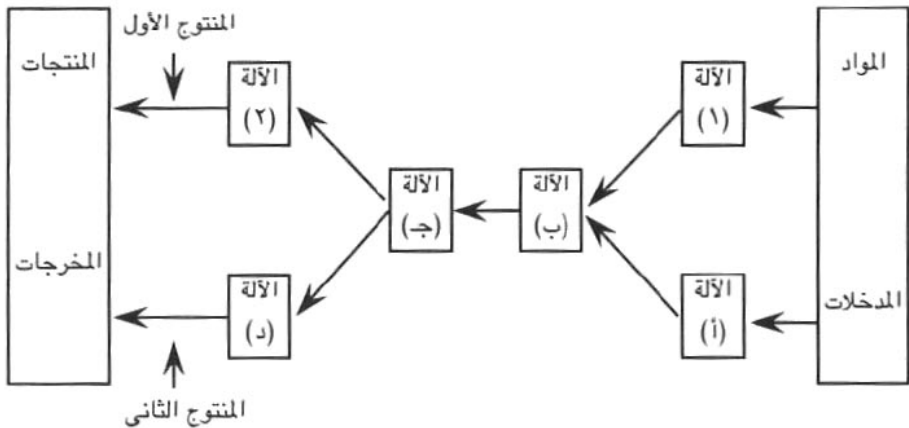 المواد
المدخلات
الآلة
(١)
الآلة
(أ)
الآلة
(ب)
الآلة
(جـ)
الآلة
(٢)
الآلة
(د)
المنتوج الأول
المنتوج الثانى
المنتجات
المخرجات